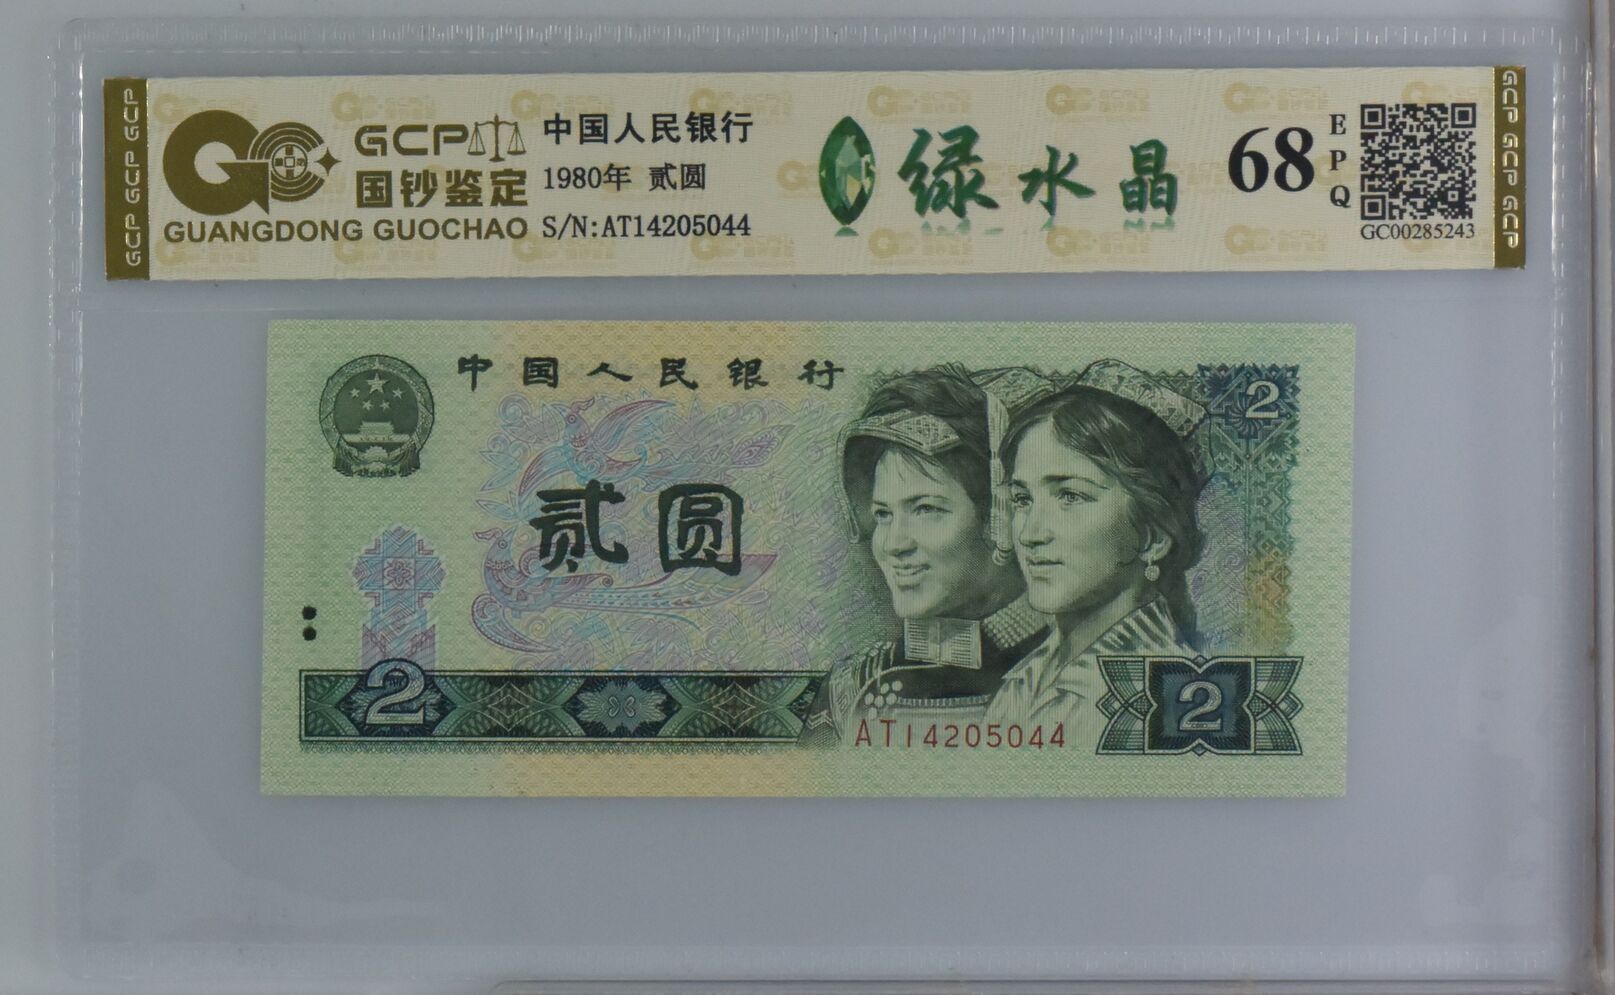 GCP GCP GCP
GCP
国钞鉴定
GUANGDONG GUOCHAO
中国人民银行
1980年 贰圆
S/N:AT14205044
绿水晶
68
EPQ
GC00285243
GCP GCP GCP
中国人民银行
2
贰圆
2
AT14205044
2